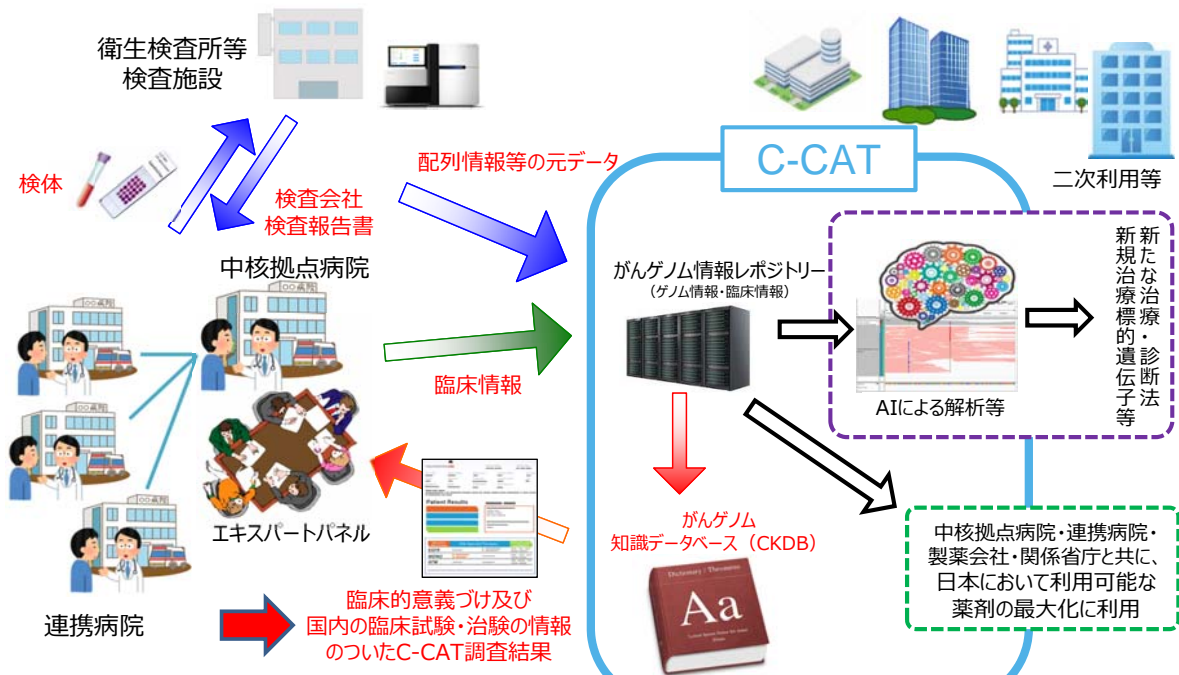 衛生検査所等
検査施設
検体
検査会社
検査報告書
配列情報等の元データ
中核拠点病院
臨床情報
エキスパートパネル
連携病院
Patient Results
臨床的意義づけ及び
国内の臨床試験・治験の情報
のついたC-CAT調査結果
C-CAT
二次利用等
がんゲノム情報レポジトリー
(ゲノム情報・臨床情報)
AIによる解析等
新たな治療・診断法
新規治療標的遺伝子等
がんゲノム
知識データベース（CKDB）
Dictionary / Thesaurus
Aa
中核拠点病院・連携病院・
製薬会社・関係省庁と共に、
日本において利用可能な
薬剤の最大化に利用